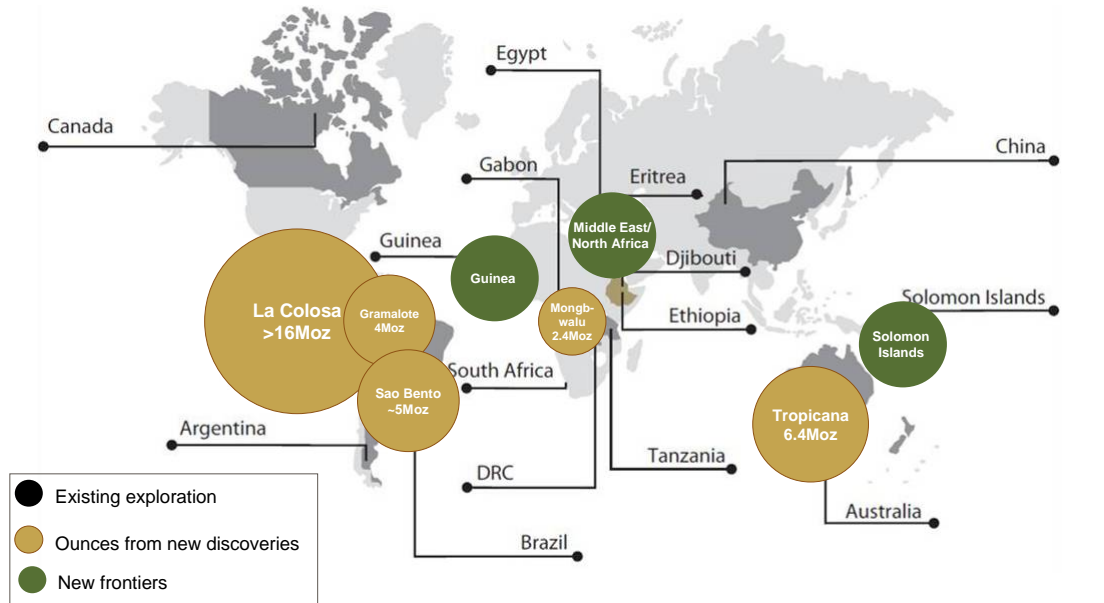 Egypt
Canada
China
Gabon
Eritrea
Middle East/
North Africa
Guinea
Djibouti
Guinea
Solomon Islands
La Colosa
>16Moz
Gramalote
4Moz
Mongb-
walu
2.4Moz
Ethiopia
Solomon
Islands
South Africa
Sao Bento
~5Moz
Tropicana
6.4Moz
Argentina
Tanzania
DRC
Australia
Brazil
Existing exploration
Ounces from new discoveries
New frontiers